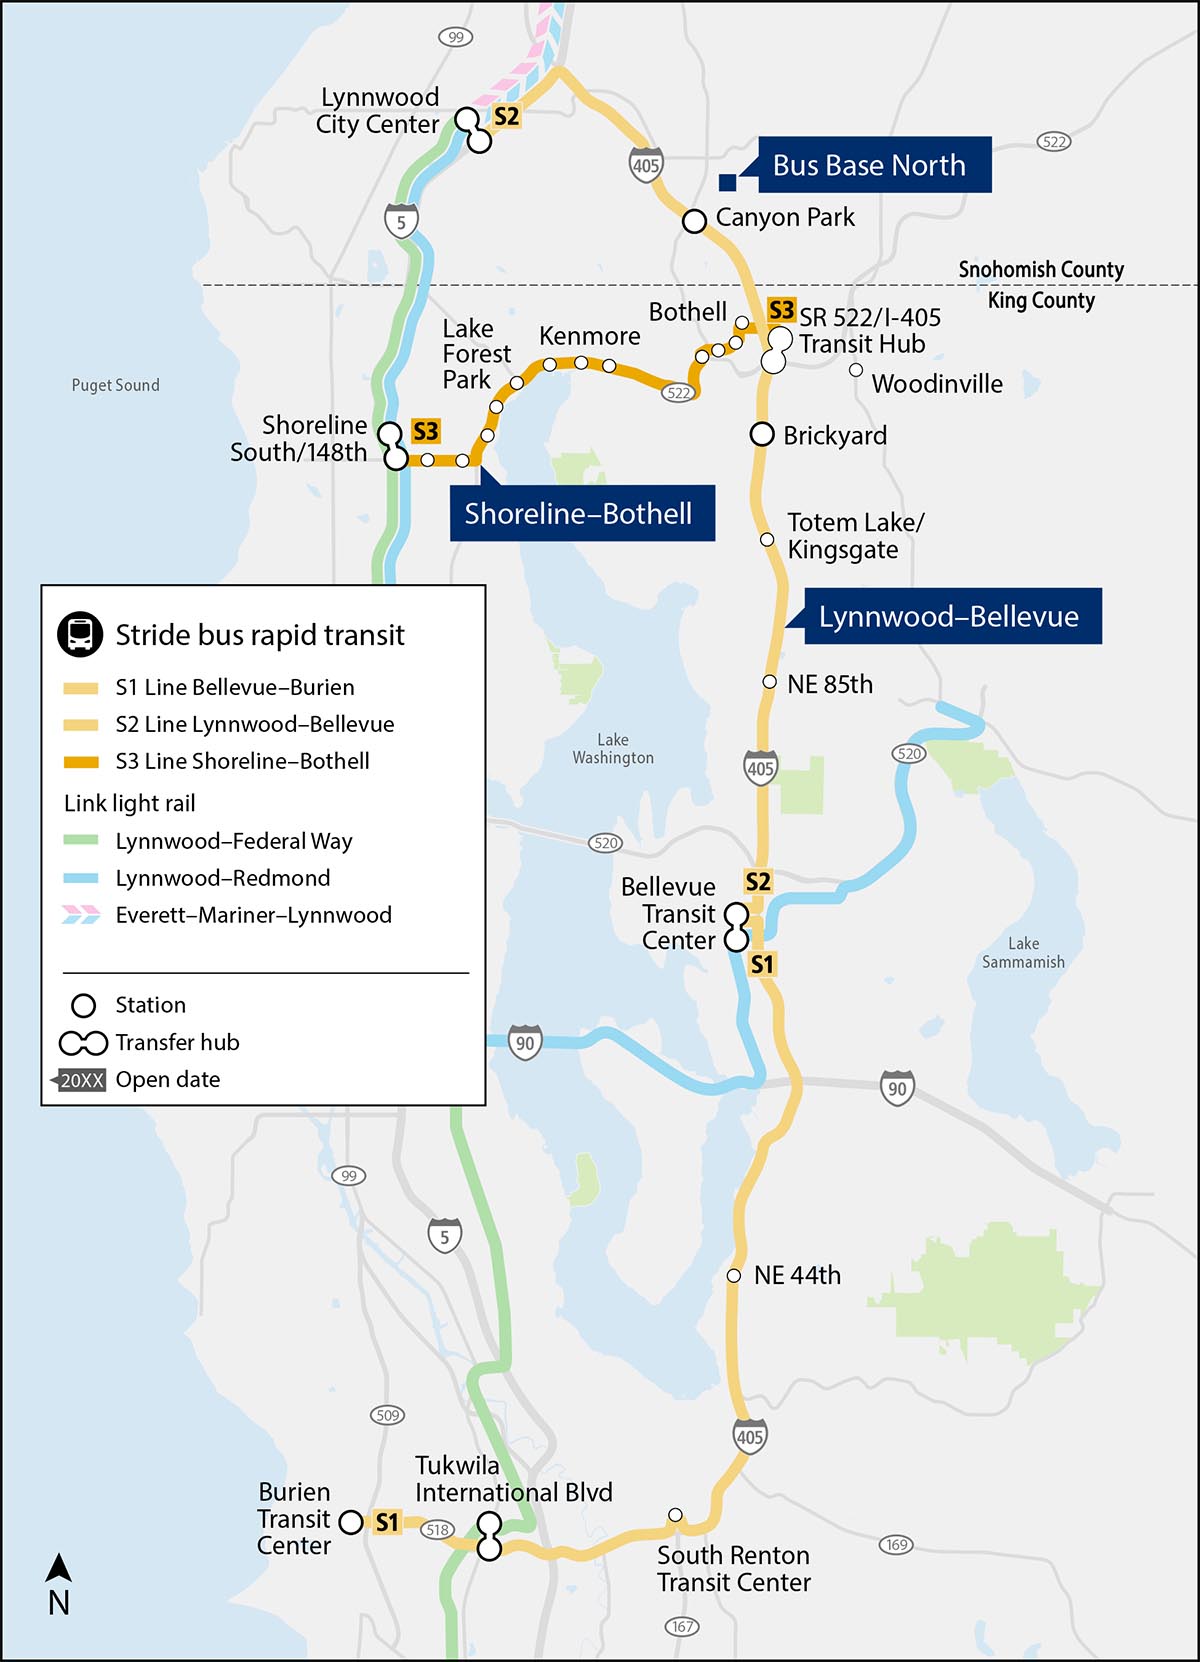 99
Lynnwood
City Center
S2
405
522
Bus Base North
5
Canyon Park
Snohomish County
King County
Bothell
S3
SR 522/I-405
Transit Hub
Lake
Forest
Park
Kenmore
Puget Sound
522
Woodinville
Shoreline
South/148th
S3
Brickyard
Shoreline–Bothell
Totem Lake/
Kingsgate
Lynnwood–Bellevue
Stride bus rapid transit
S1 Line Bellevue–Burien
S2 Line Lynnwood–Bellevue
S3 Line Shoreline–Bothell
Link light rail
Lynnwood–Federal Way
Lynnwood–Redmond
Everett–Mariner–Lynnwood
Station
Transfer hub
20XX Open date
NE 85th
Lake
Washington
405
520
520
S2
Bellevue
Transit
Center
S1
Lake
Sammamish
90
90
99
5
NE 44th
509
405
Tukwila
International Blvd
Burien
Transit
Center
S1
518
South Renton
Transit Center
169
167
N